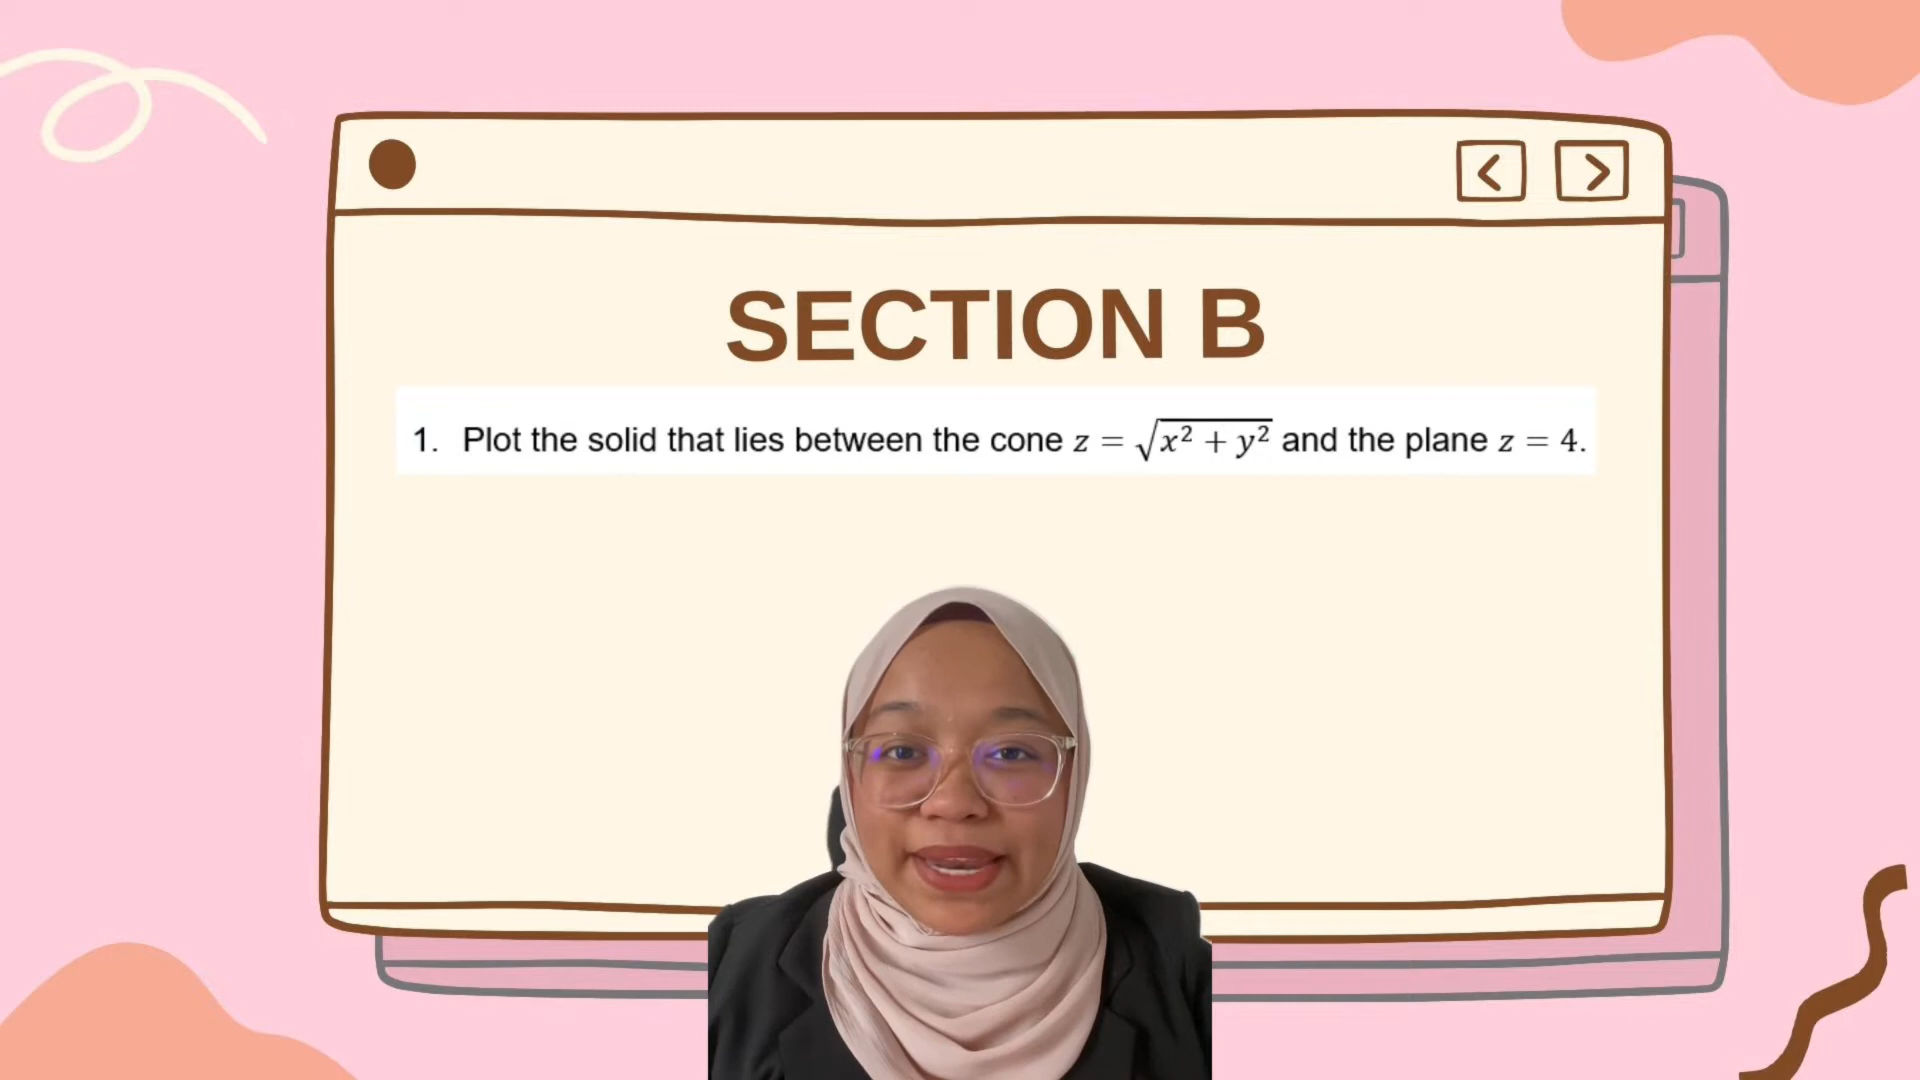 SECTION B
1. Plot the solid that lies between the cone z = √(x² + y²) and the plane z = 4.